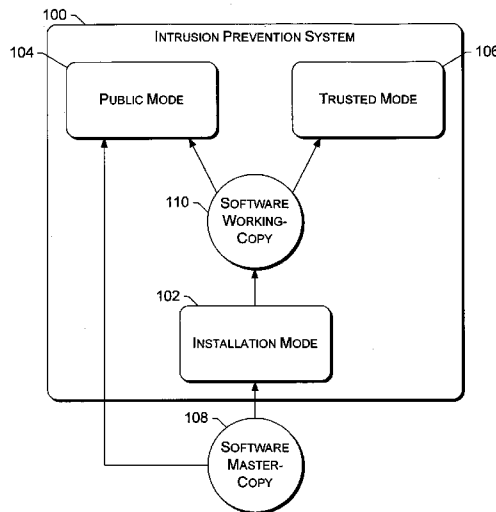 100
INTRUSION PREVENTION SYSTEM
104
106
PUBLIC MODE
TRUSTED MODE
110
SOFTWARE
WORKING-
COPY
102
INSTALLATION MODE
108
SOFTWARE
MASTER-
COPY